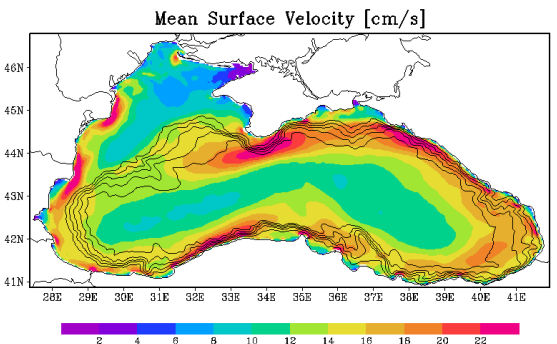 Mean Surface Velocity [cm/s]
46N
45N
44N
43N
42N
41N
28E 29E 30E 31E 32E 33E 34E 35E 36E 37E 38E 39E 40E 41E
2 4 6 8 10 12 14 16 18 20 22